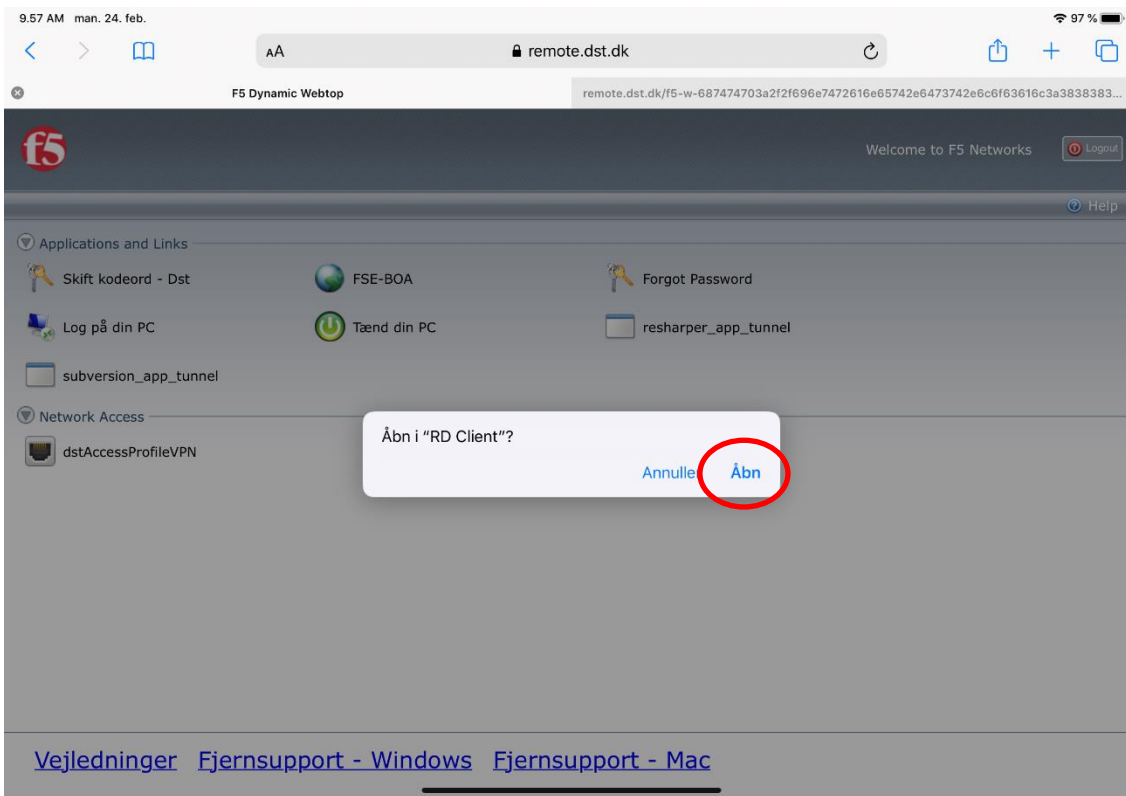 9.57 AM man. 24. feb. 97 %
AA remote.dst.dk
F5 Dynamic Webtop remote.dst.dk/f5-w-687474703a2f2f696e7472616e65742e6473742e6c6f63616c3a3838383...
f5 Welcome to F5 Networks Logout
Help
Applications and Links
Skift kodeord - Dst FSE-BOA Forgot Password
Log på din PC Tænd din PC resharper_app_tunnel
subversion_app_tunnel
Network Access
dstAccessProfileVPN
Åbn i “RD Client”?
Annuller Åbn
Vejledninger Fjernsupport - Windows Fjernsupport - Mac